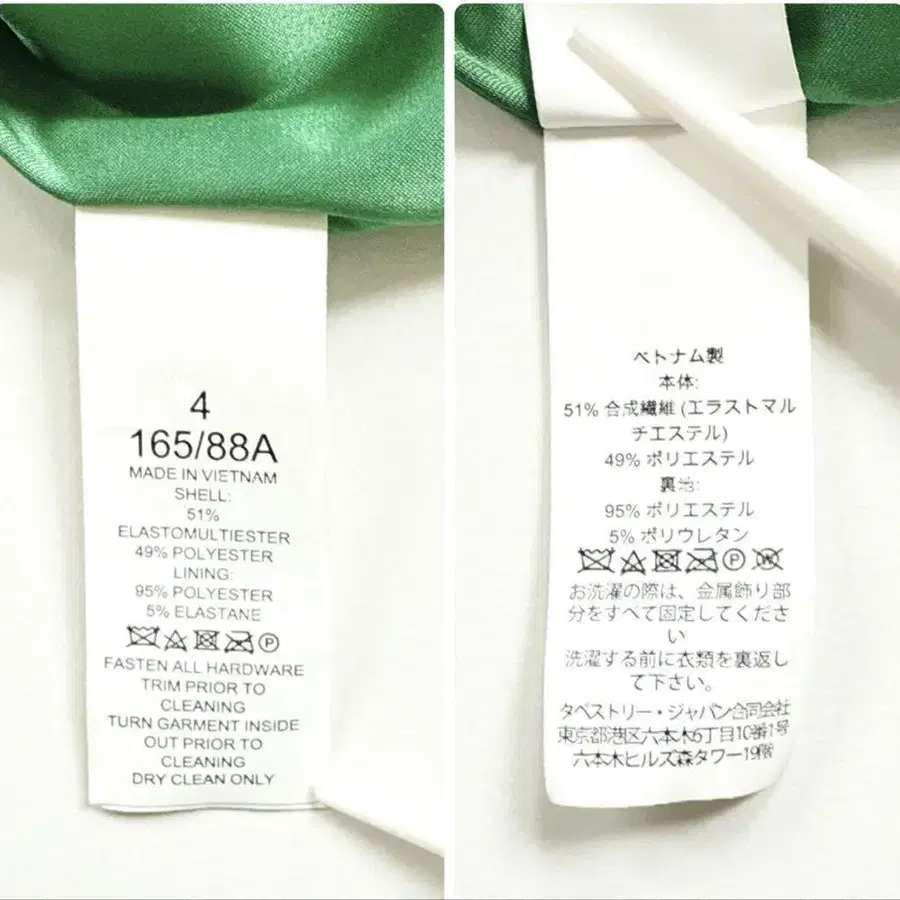 4
165/88A
MADE IN VIETNAM
SHELL:
51%
ELASTOMULTIESTER
49% POLYESTER
LINING:
95% POLYESTER
5% ELASTANE
P
FASTEN ALL HARDWARE
TRIM PRIOR TO
CLEANING
TURN GARMENT INSIDE
OUT PRIOR TO
CLEANING
DRY CLEAN ONLY
ベトナム製
本体:
51% 合成繊維 (エラストマル
チエステル)
49% ポリエステル
裏地:
95% ポリエステル
5% ポリウレタン
P W
お洗濯の際は、金属飾り部
分をすべて固定してくださ
い
洗濯する前に衣類を裏返し
て下さい。
タペストリー・ジャパン合同会社
東京都港区六本木6丁目10番1号
六本木ヒルズ森タワー19階